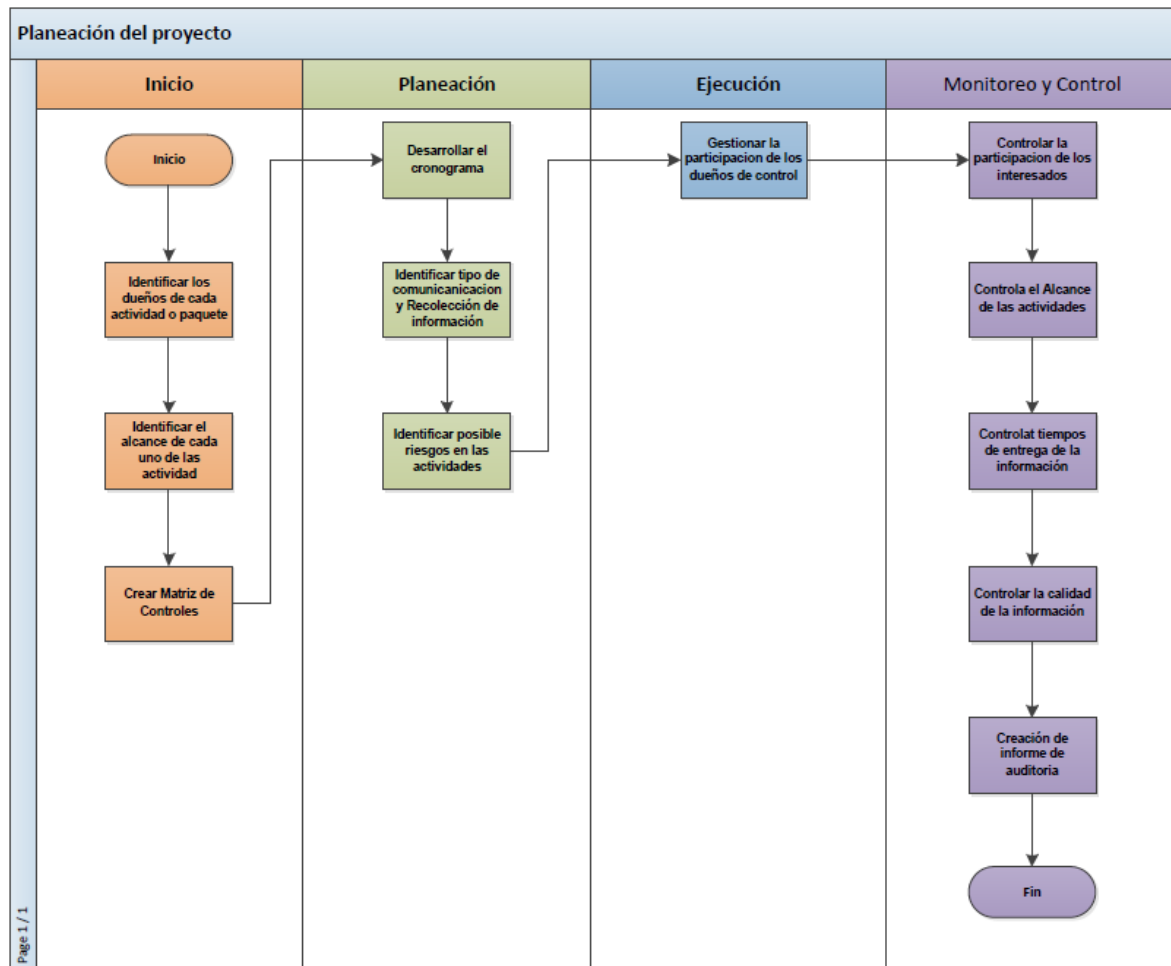 Planeación del proyecto
Inicio
Planeación
Ejecución
Monitoreo y Control
Inicio
Identificar los
dueños de cada
actividad o paquete
Identificar el
alcance de cada
uno de las
actividad
Crear Matriz de
Controles
Desarrollar el
cronograma
Identificar tipo de
comunicanicacion
y Recolección de
información
Identificar posible
riesgos en las
actividades
Gestionar la
participacion de los
dueños de control
Controlar la
participacion de los
interesados
Controla el Alcance
de las actividades
Controlat tiempos
de entrega de la
información
Controlar la calidad
de la información
Creación de
informe de
auditoria
Fin
Page 1 / 1